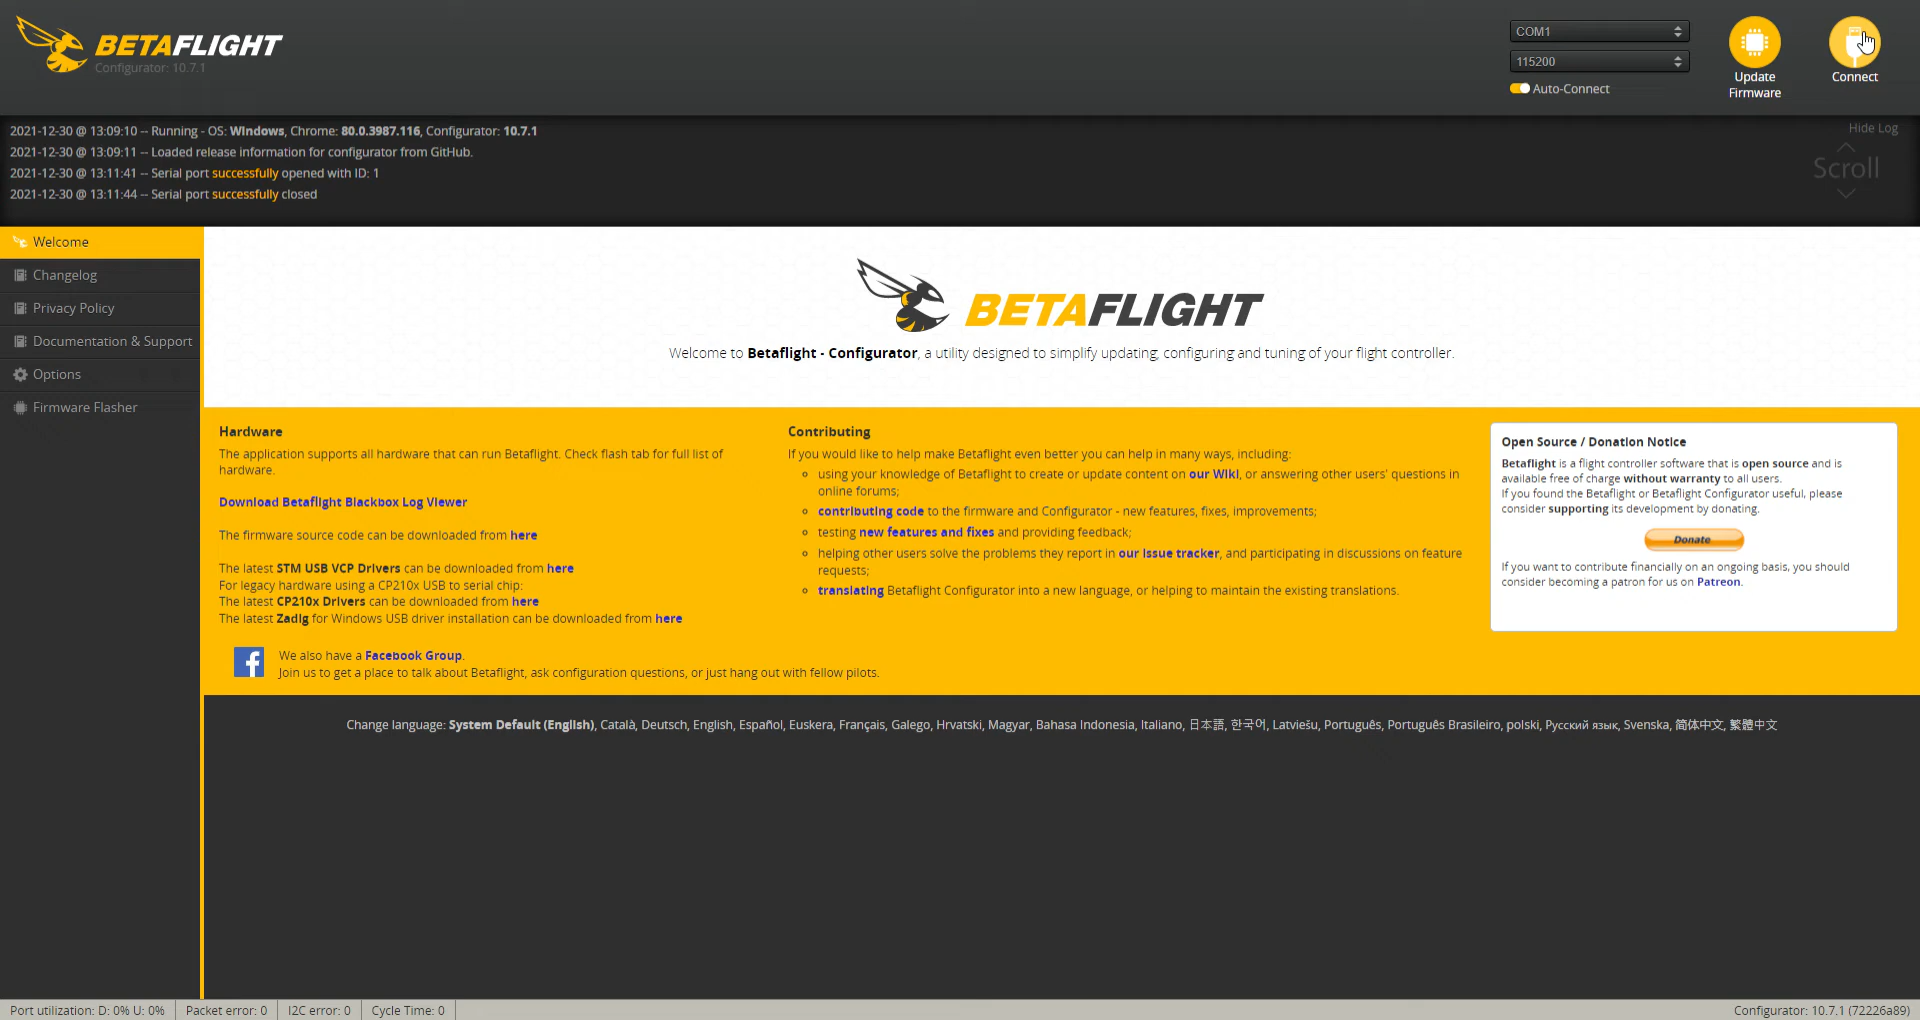 BETAFLIGHT
Configurator: 10.7.1
COM1
115200
Auto-Connect
Update
Firmware
Connect
2021-12-30 @ 13:09:10 -- Running - OS: Windows, Chrome: 80.0.3987.116, Configurator: 10.7.1
2021-12-30 @ 13:09:11 -- Loaded release information for configurator from GitHub.
2021-12-30 @ 13:11:41 -- Serial port successfully opened with ID: 1
2021-12-30 @ 13:11:44 -- Serial port successfully closed
Hide Log
Scroll
Welcome
Changelog
Privacy Policy
Documentation & Support
Options
Firmware Flasher
BETAFLIGHT
Welcome to Betaflight - Configurator, a utility designed to simplify updating, configuring and tuning of your flight controller.
Hardware
The application supports all hardware that can run Betaflight. Check flash tab for full list of
hardware.
Download Betaflight Blackbox Log Viewer
The firmware source code can be downloaded from here
The latest STM USB VCP Drivers can be downloaded from here
For legacy hardware using a CP210x USB to serial chip:
The latest CP210x Drivers can be downloaded from here
The latest Zadig for Windows USB driver installation can be downloaded from here
We also have a Facebook Group.
Join us to get a place to talk about Betaflight, ask configuration questions, or just hang out with fellow pilots.
Contributing
If you would like to help make Betaflight even better you can help in many ways, including:
using your knowledge of Betaflight to create or update content on our Wiki, or answering other users' questions in
online forums;
contributing code to the firmware and Configurator - new features, fixes, improvements;
testing new features and fixes and providing feedback;
helping other users solve the problems they report in our issue tracker, and participating in discussions on feature
requests;
translating Betaflight Configurator into a new language, or helping to maintain the existing translations.
Open Source / Donation Notice
Betaflight is a flight controller software that is open source and is
available free of charge without warranty to all users.
If you found the Betaflight or Betaflight Configurator useful, please
consider supporting its development by donating.
Donate
If you want to contribute financially on an ongoing basis, you should
consider becoming a patron for us on Patreon.
Change language: System Default (English), Català, Deutsch, English, Español, Euskera, Français, Galego, Hrvatski, Magyar, Bahasa Indonesia, Italiano, 日本語, 한국어, Latviešu, Português, Português Brasileiro, polski, Русский язык, Svenska, 简体中文, 繁體中文
Port utilization: D: 0% U: 0%
Packet error: 0
I2C error: 0
Cycle Time: 0
Configurator: 10.7.1 (72226a89)